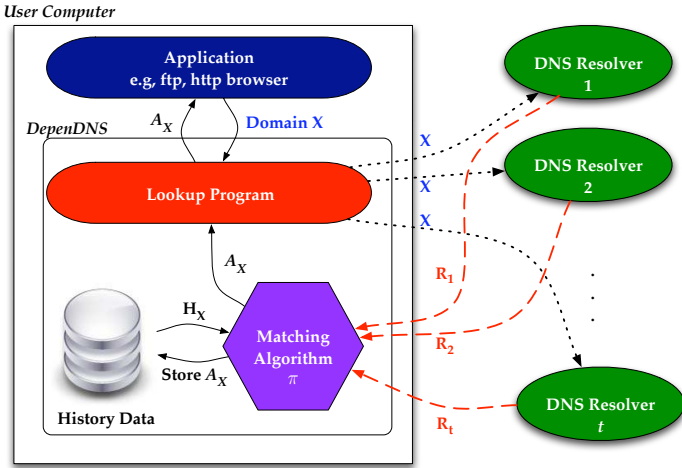 User Computer
Application
e.g, ftp, http browser
DepenDNS
A_X
Domain X
Lookup Program
X
X
X
DNS Resolver
1
DNS Resolver
2
A_X
R_1
R_2
R_t
H_X
Matching
Algorithm
π
Store A_X
History Data
DNS Resolver
t